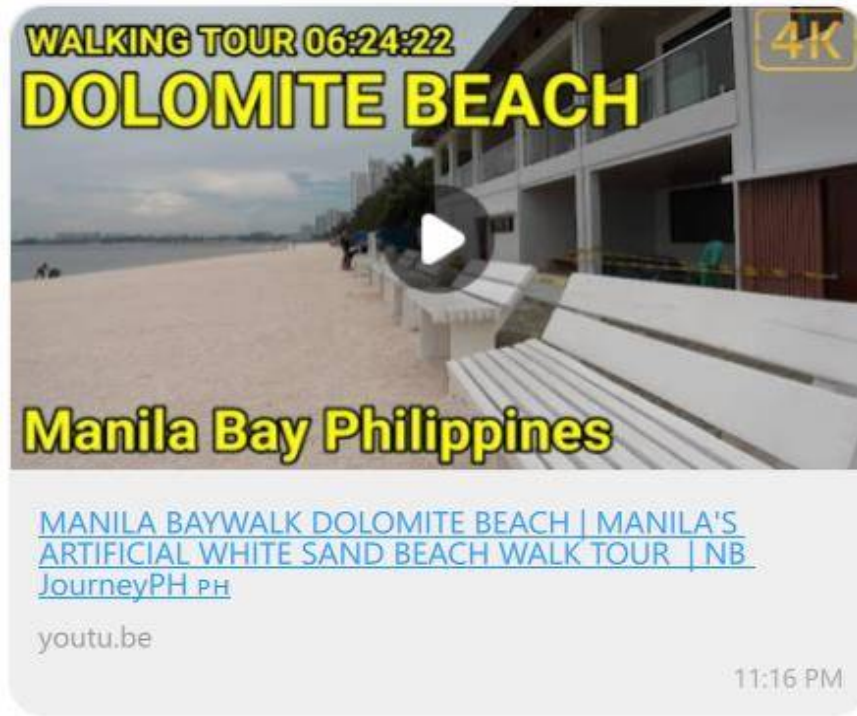 WALKING TOUR 06:24:22
4K
DOLOMITE BEACH
Manila Bay Philippines
MANILA BAYWALK DOLOMITE BEACH | MANILA'S
ARTIFICIAL WHITE SAND BEACH WALK TOUR | NB
JourneyPH PH
youtu.be
11:16 PM